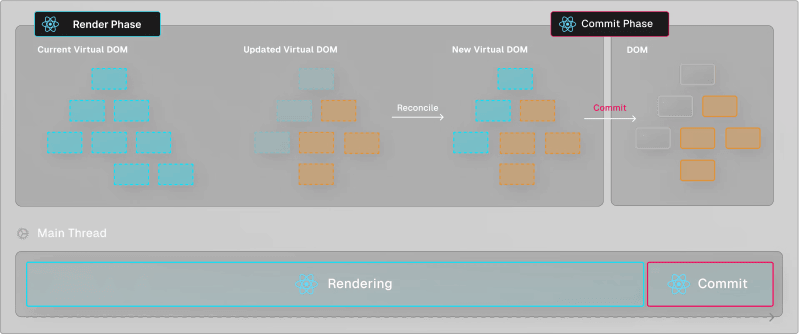 Render Phase
Commit Phase
Current Virtual DOM
Updated Virtual DOM
New Virtual DOM
DOM
Reconcile
Commit
Main Thread
Rendering
Commit